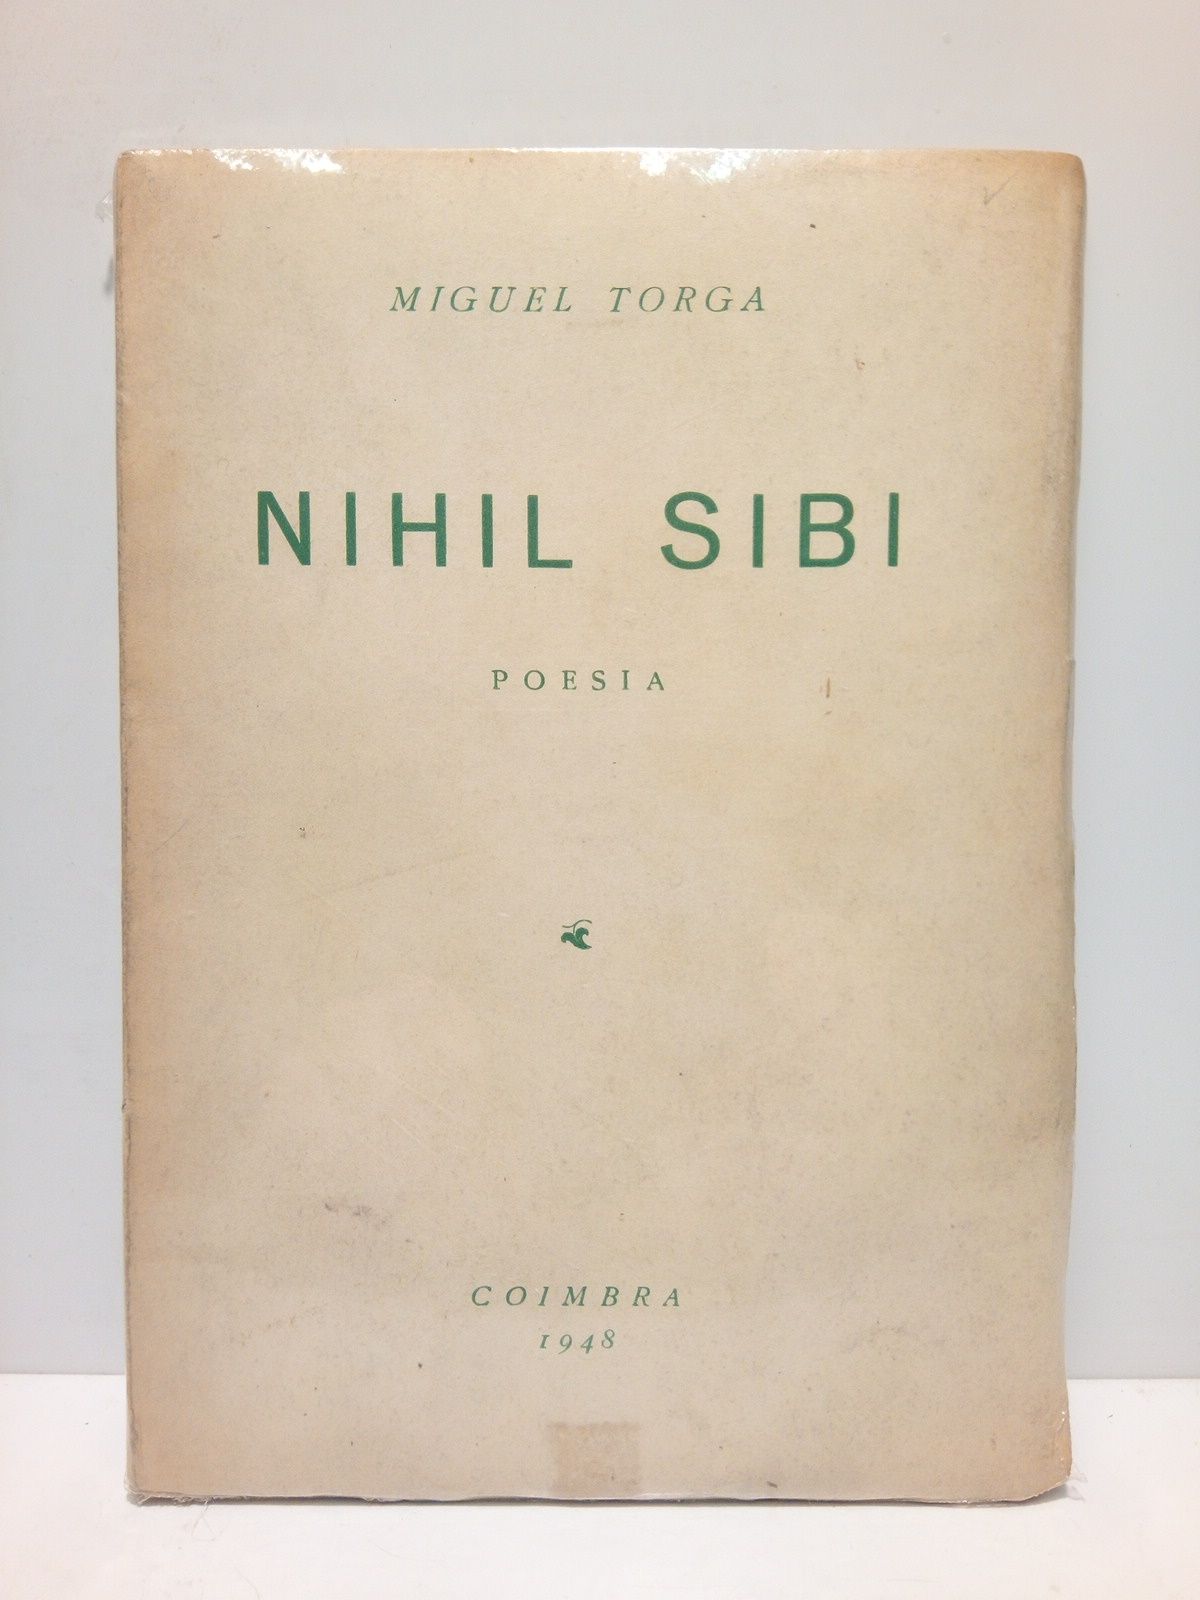 MIGUEL TORGA
NIHIL SIBI
POESIA
COIMBRA
1948